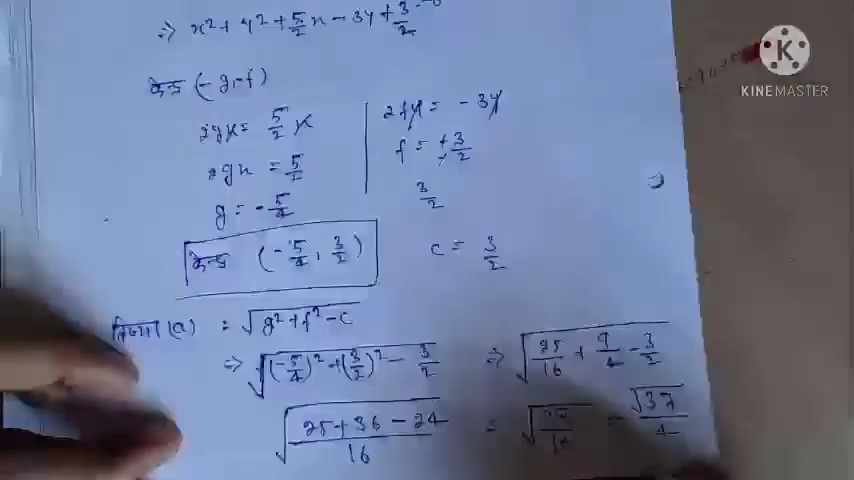 ⇒ x² + y² + 5/2 x - 3y + 3/2 = 0
KINEMASTER
केन्द्र (-g, -f)
2gx = 5/2 x
2fy = - 3y
2gx = 5/2
f = + 3/2
g = - 5/4
3/2
केन्द्र (- 5/4, 3/2)
c = 3/2
त्रिज्या (a) = √(g² + f² - c)
⇒ √((- 5/4)² + (3/2)² - 3/2) ⇒ √(25/16 + 9/4 - 3/2)
√((25 + 36 - 24)/16) = √(37/16) = √37/4